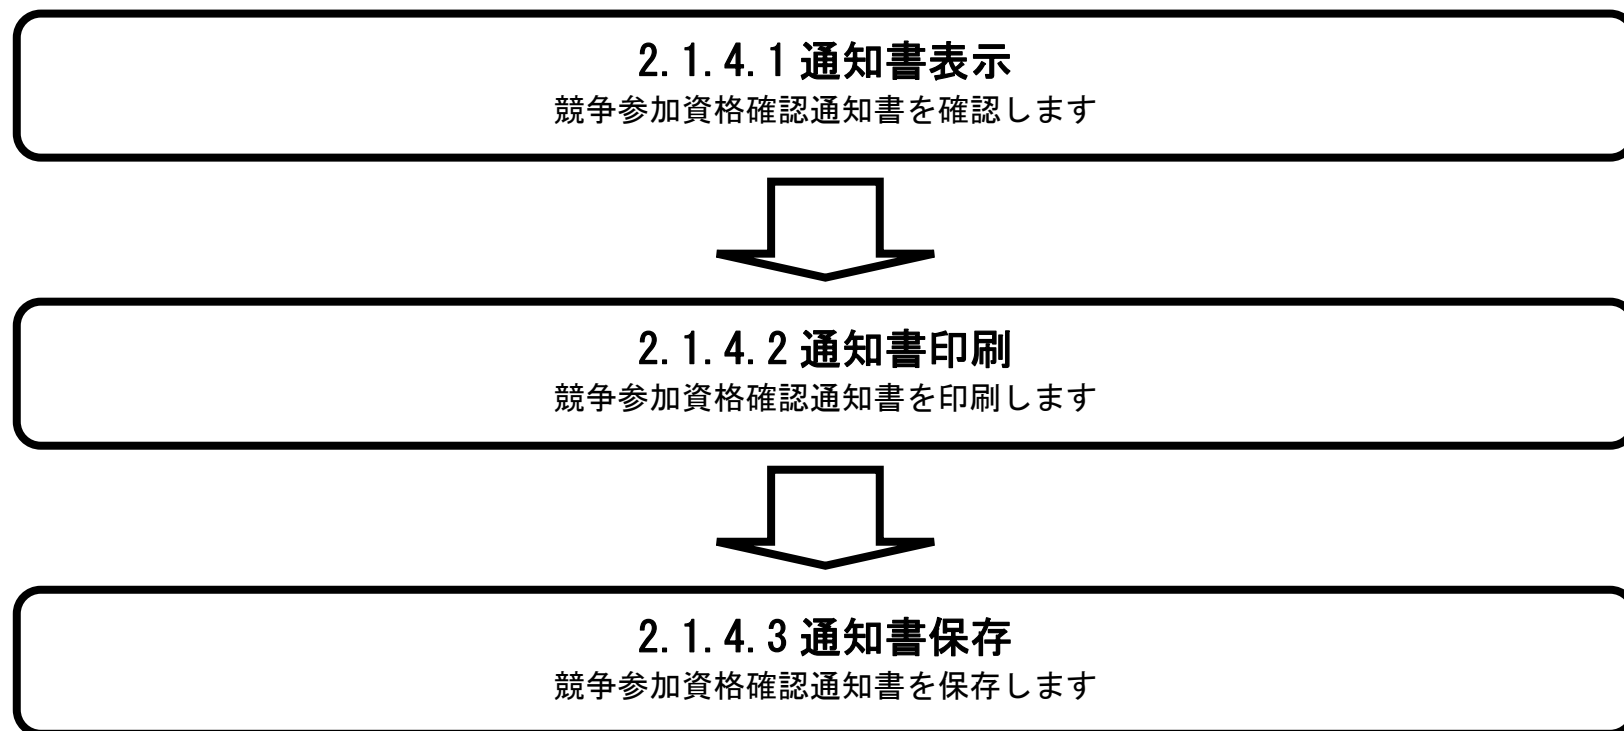 2.1.4.1 通知書表示
競争参加資格確認通知書を確認します
2.1.4.2 通知書印刷
競争参加資格確認通知書を印刷します
2.1.4.3 通知書保存
競争参加資格確認通知書を保存します